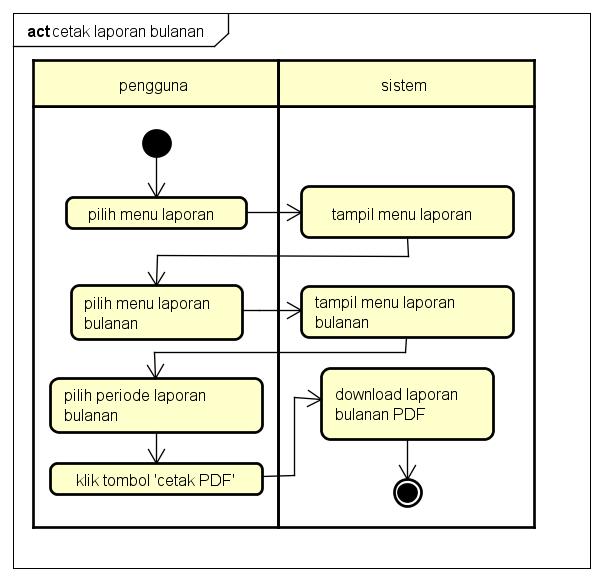 act cetak laporan bulanan
pengguna
sistem
pilih menu laporan
tampil menu laporan
pilih menu laporan
bulanan
tampil menu laporan
bulanan
pilih periode laporan
bulanan
download laporan
bulanan PDF
klik tombol 'cetak PDF'